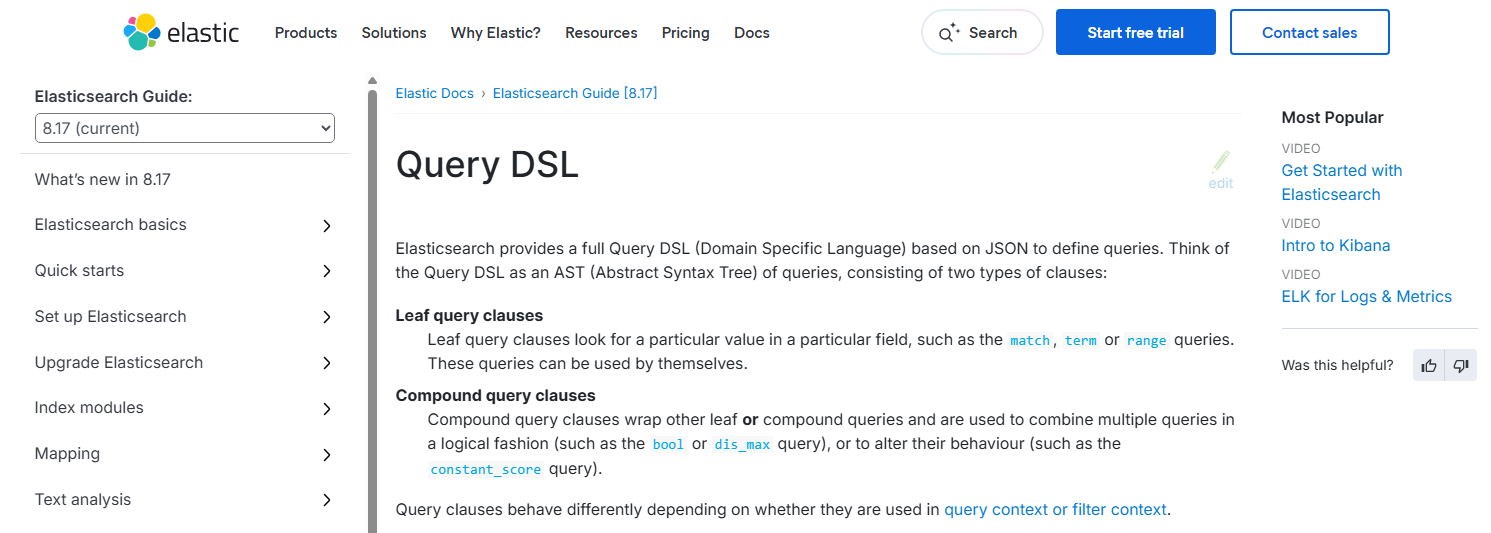 elastic
Products Solutions Why Elastic? Resources Pricing Docs
Search
Start free trial
Contact sales
Elasticsearch Guide:
8.17 (current)
What's new in 8.17
Elasticsearch basics
Quick starts
Set up Elasticsearch
Upgrade Elasticsearch
Index modules
Mapping
Text analysis
Elastic Docs › Elasticsearch Guide [8.17]
Query DSL
edit
Elasticsearch provides a full Query DSL (Domain Specific Language) based on JSON to define queries. Think of
the Query DSL as an AST (Abstract Syntax Tree) of queries, consisting of two types of clauses:
Leaf query clauses
Leaf query clauses look for a particular value in a particular field, such as the match, term or range queries.
These queries can be used by themselves.
Compound query clauses
Compound query clauses wrap other leaf or compound queries and are used to combine multiple queries in
a logical fashion (such as the bool or dis_max query), or to alter their behaviour (such as the
constant_score query).
Query clauses behave differently depending on whether they are used in query context or filter context.
Most Popular
VIDEO
Get Started with
Elasticsearch
VIDEO
Intro to Kibana
VIDEO
ELK for Logs & Metrics
Was this helpful?